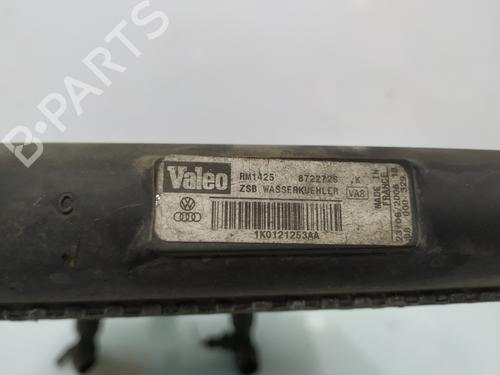 Valeo
RM1425 8722726 K
ZSB WASSERKUEHLER VA8
1K0121253AA
MADE IN
FRANCE
B-PARTS